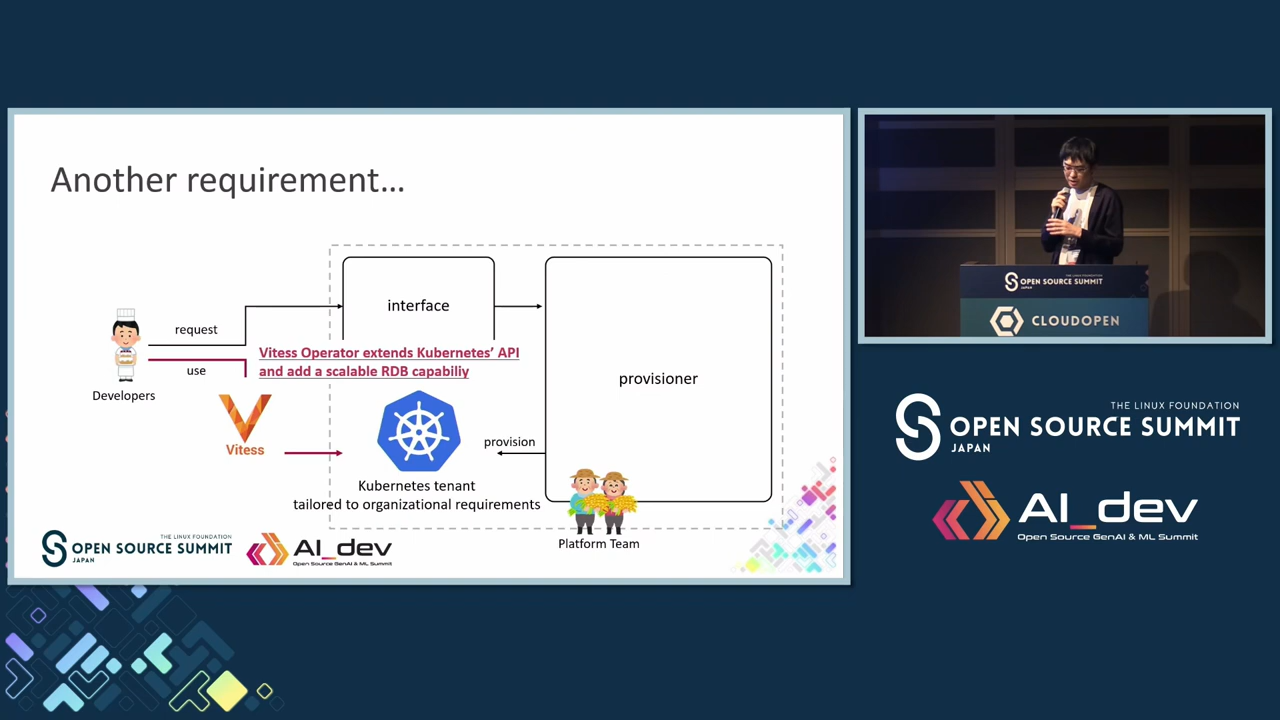 Another requirement...
interface
request
Vitess Operator extends Kubernetes' API
and add a scalable RDB capabiliy
use
provisioner
Developers
Vitess
provision
Kubernetes tenant
tailored to organizational requirements
Platform Team
THE LINUX FOUNDATION
OPEN SOURCE SUMMIT
JAPAN
AI_dev
Open Source GenAI & ML Summit
THE LINUX FOUNDATION
OPEN SOURCE SUMMIT
JAPAN
CLOUDOPEN
THE LINUX FOUNDATION
OPEN SOURCE SUMMIT
JAPAN
AI_dev
Open Source GenAI & ML Summit